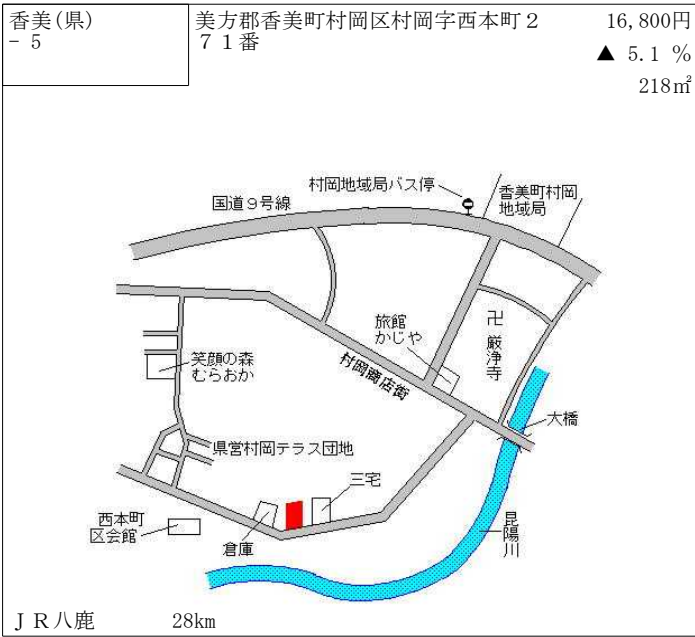 香美(県)
- 5
美方郡香美町村岡区村岡字西本町２
７１番
16,800円
▲ 5.1 %
218㎡
村岡地域局バス停
国道９号線
香美町村岡
地域局
旅館
かじや
卍 厳浄寺
笑顔の森
むらおか
村岡商店街
大橋
県営村岡テラス団地
三宅
西本町
区会館
倉庫
昆陽川
ＪＲ八鹿 28km